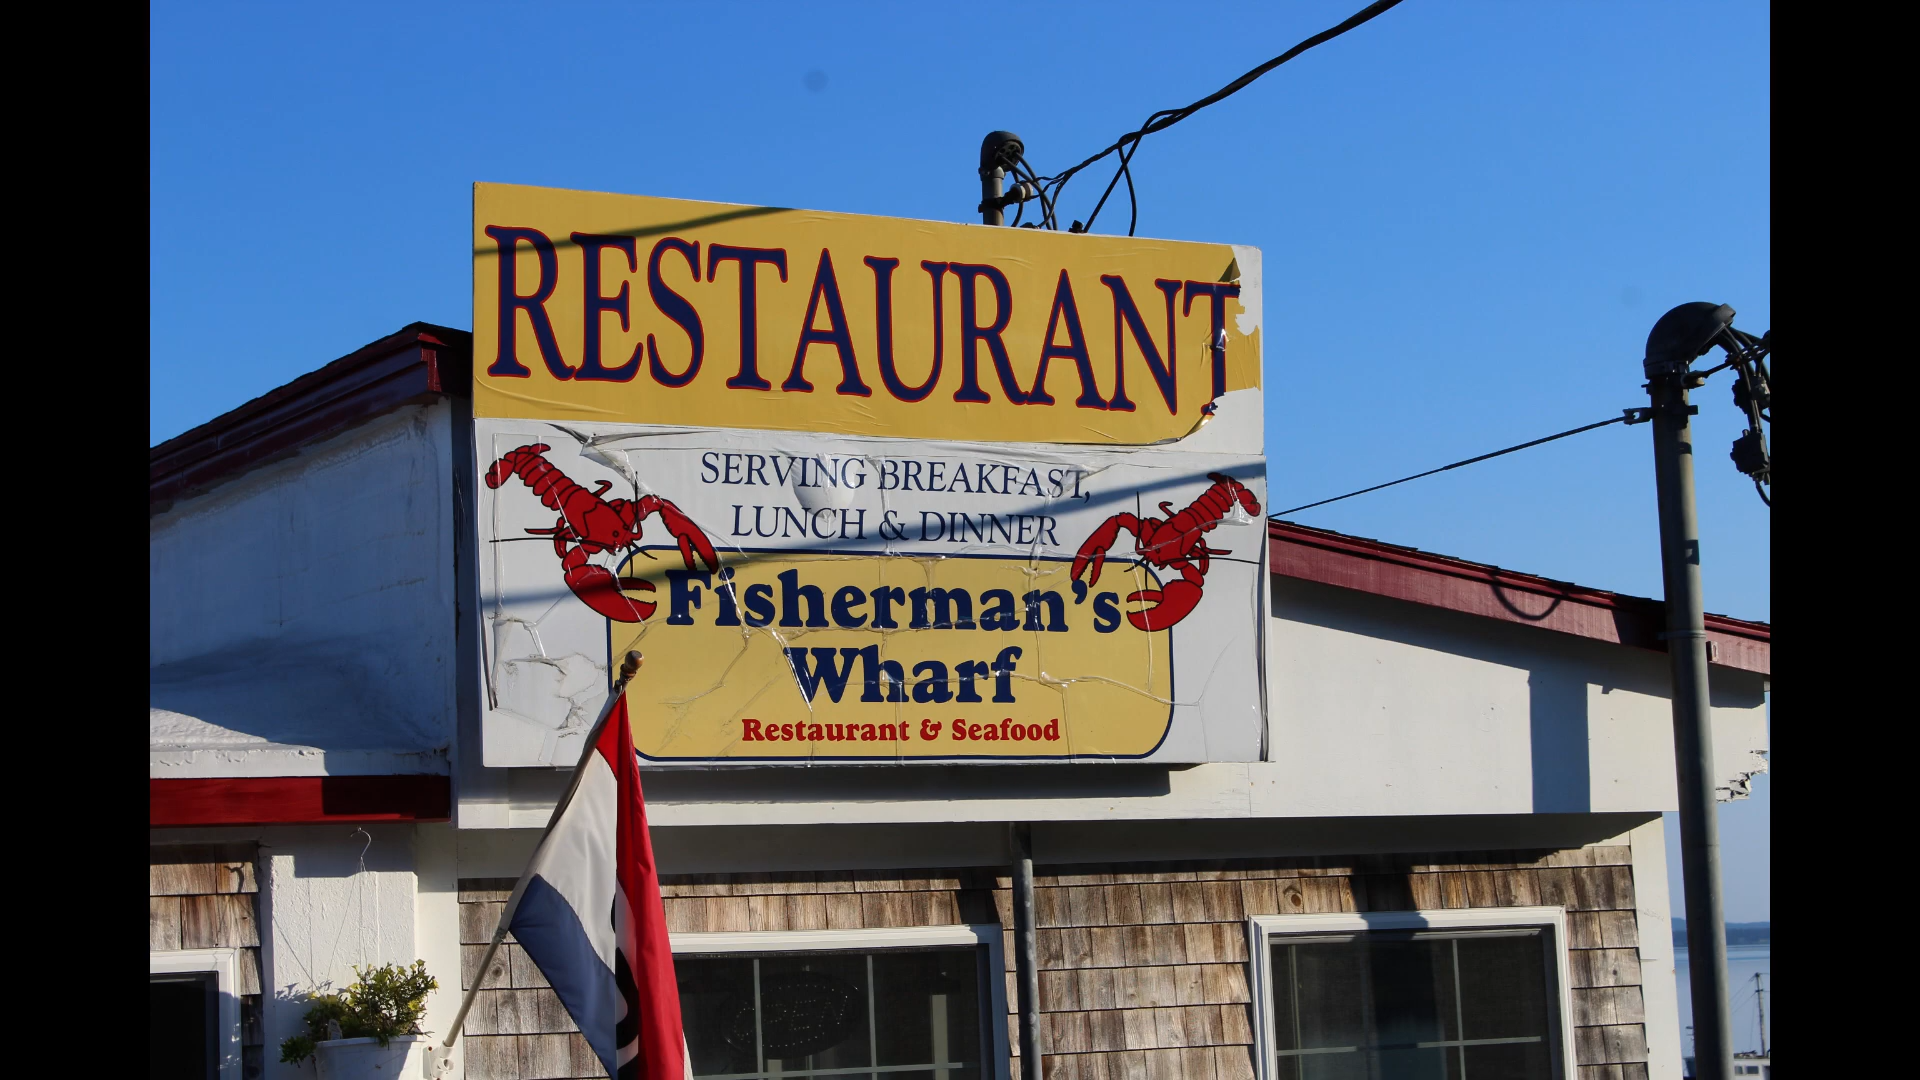 RESTAURANT
SERVING BREAKFAST,
LUNCH & DINNER
Fisherman's
Wharf
Restaurant & Seafood